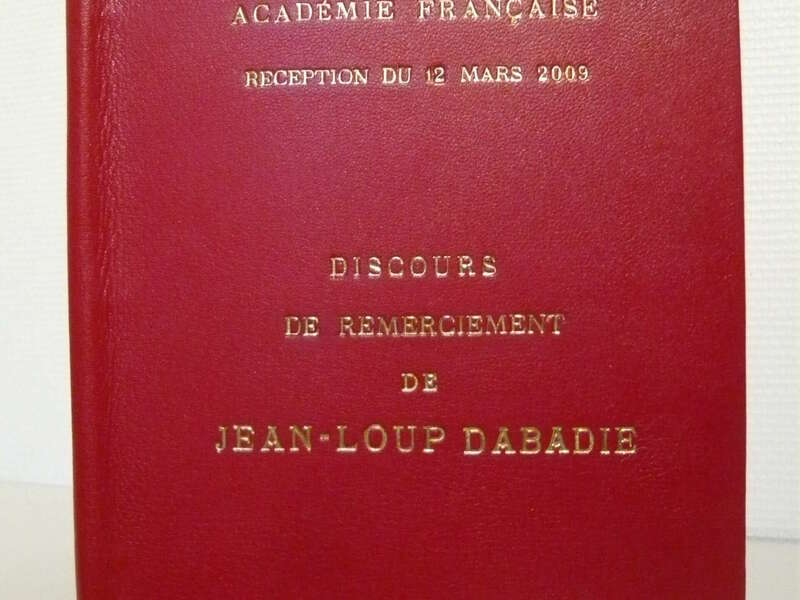 ACADÉMIE FRANÇAISE
RECEPTION DU 12 MARS 2009
DISCOURS
DE REMERCIEMENT
DE
JEAN-LOUP DABADIE